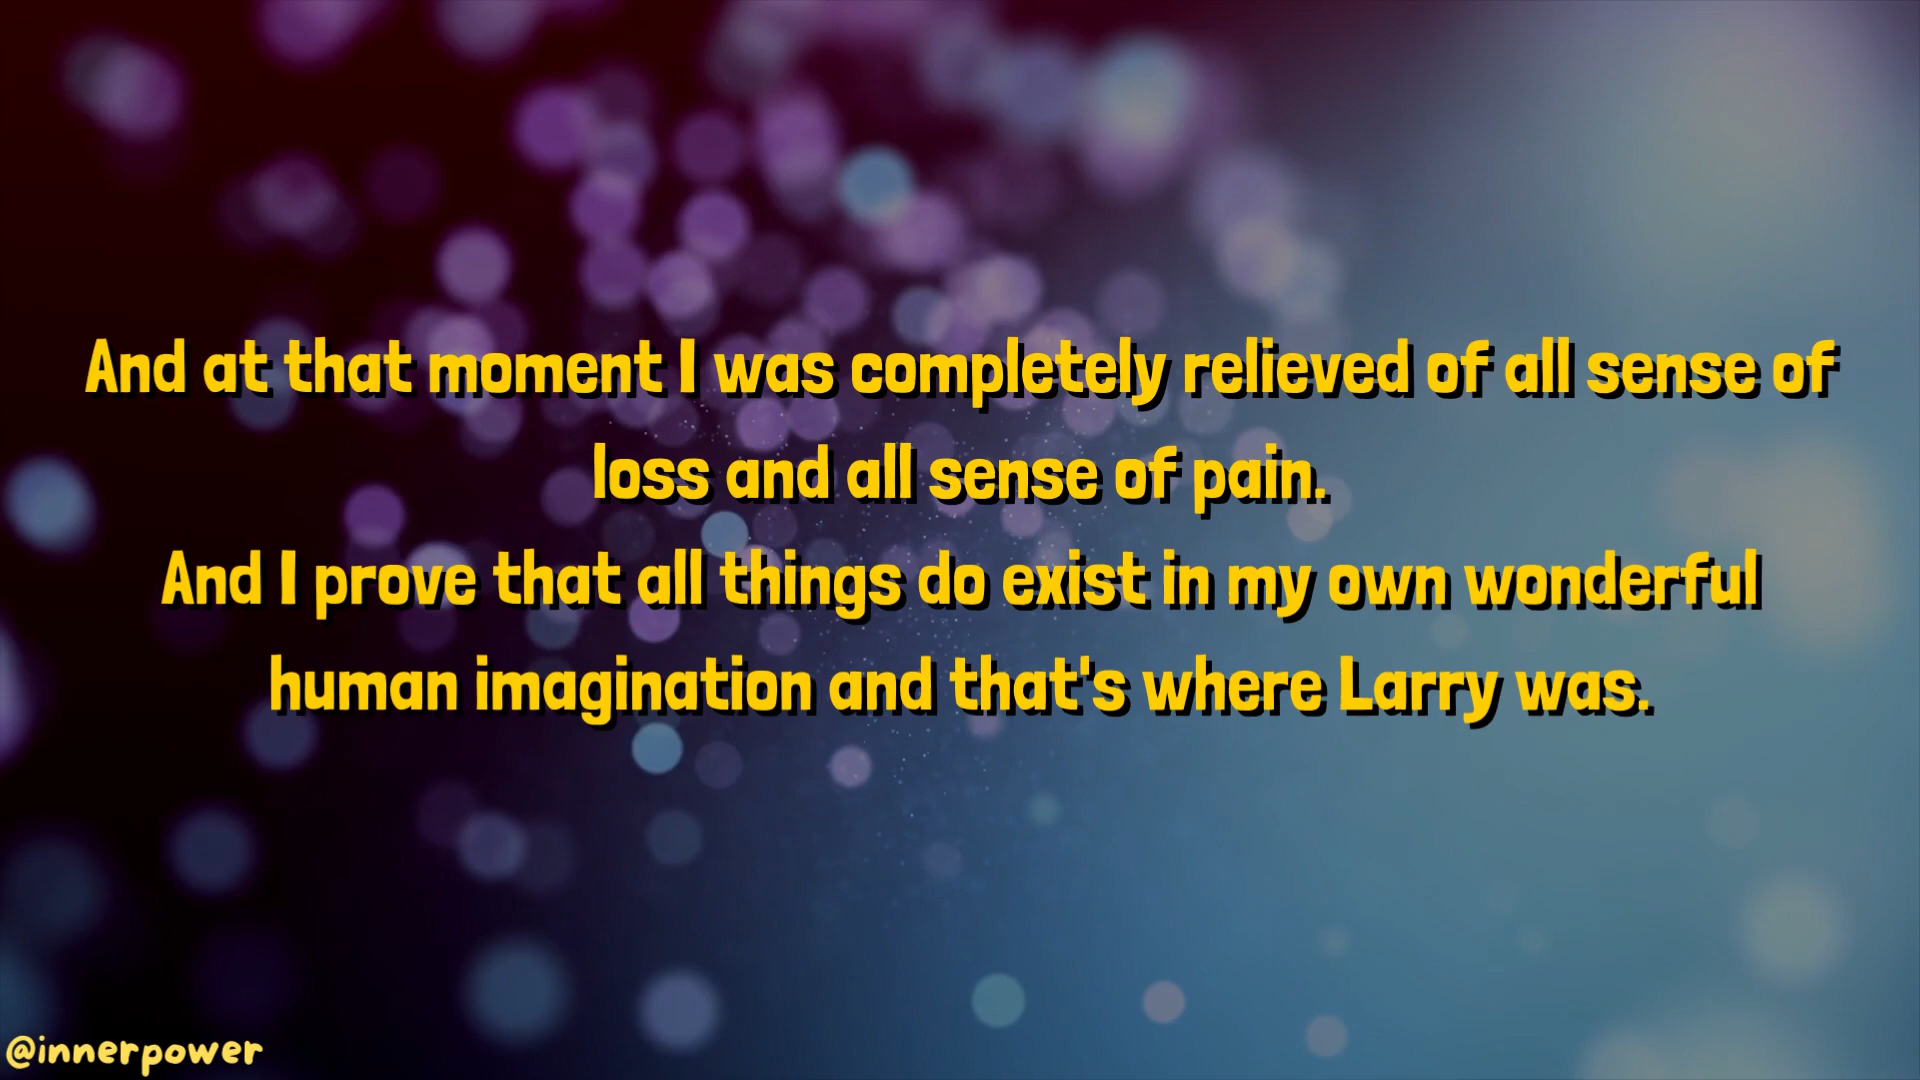 And at that moment I was completely relieved of all sense of
loss and all sense of pain.
And I prove that all things do exist in my own wonderful
human imagination and that's where Larry was.
@innerpower